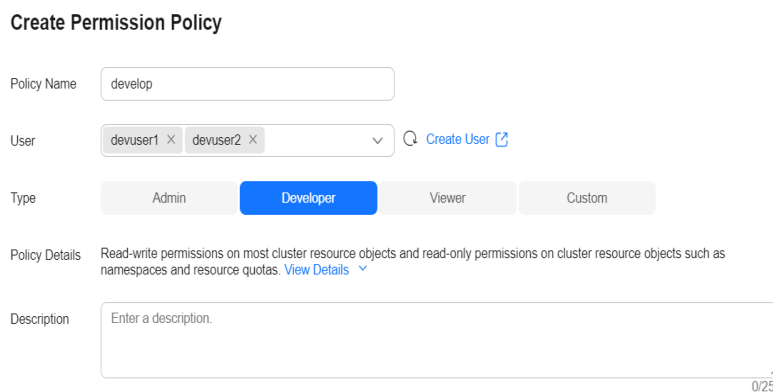 Create Permission Policy
Policy Name develop
User devuser1 × devuser2 × Create User
Type Admin Developer Viewer Custom
Policy Details Read-write permissions on most cluster resource objects and read-only permissions on cluster resource objects such as
namespaces and resource quotas. View Details
Description Enter a description.
0/25